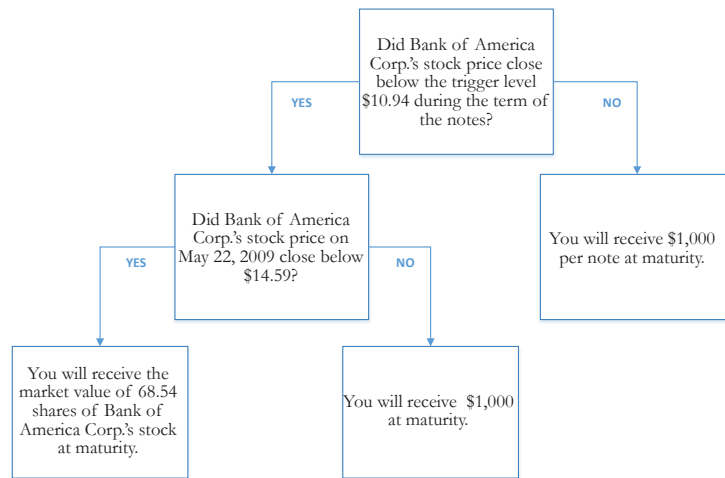 Did Bank of America
Corp.'s stock price close
below the trigger level
$10.94 during the term of
the notes?
YES
NO
Did Bank of America
Corp.'s stock price on
May 22, 2009 close below
$14.59?
You will receive $1,000
per note at maturity.
YES
NO
You will receive the
market value of 68.54
shares of Bank of
America Corp.'s stock
at maturity.
You will receive $1,000
at maturity.